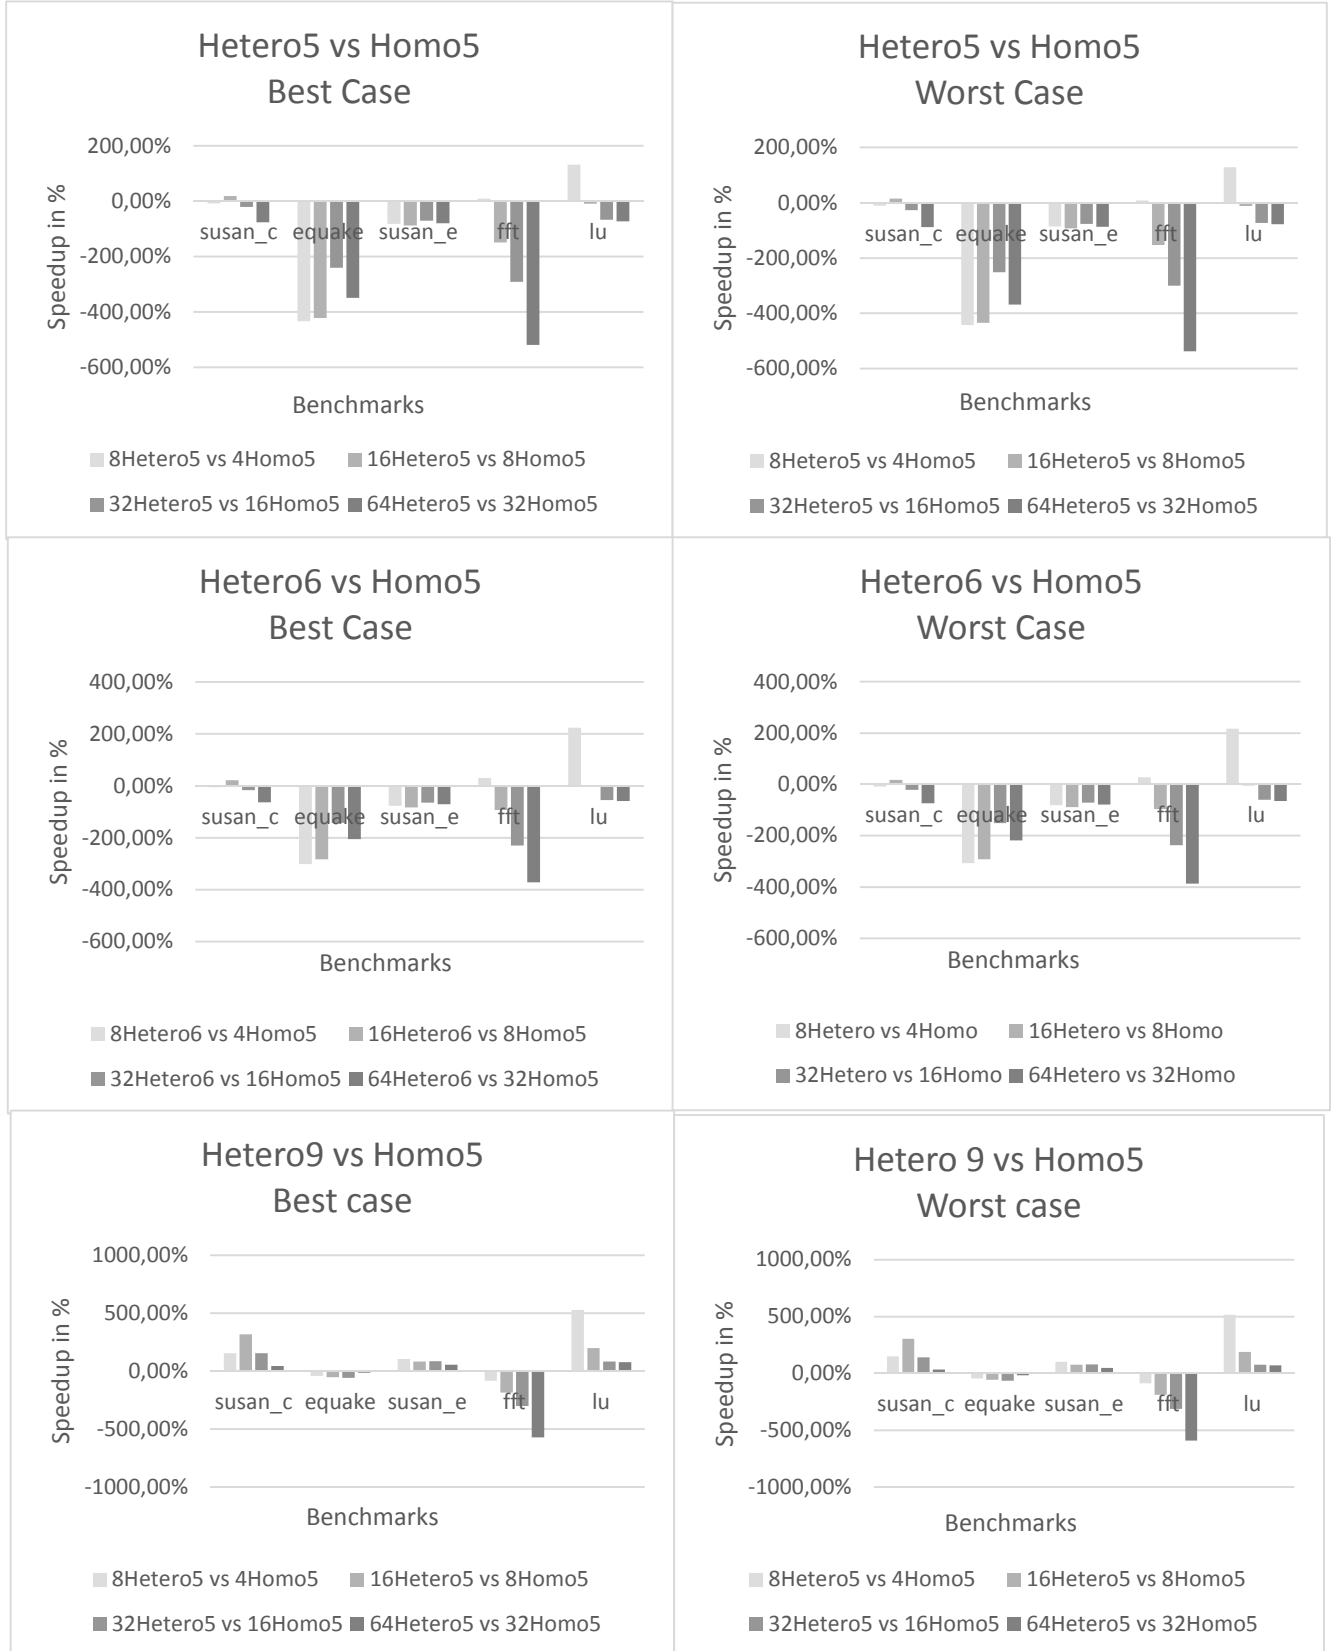 Hetero5 vs Homo5
Best Case
200,00%
0,00%
-200,00%
-400,00%
-600,00%
Speedup in %
susan_c equake susan_e fft lu
Benchmarks
8Hetero5 vs 4Homo5 16Hetero5 vs 8Homo5
32Hetero5 vs 16Homo5 64Hetero5 vs 32Homo5
Hetero5 vs Homo5
Worst Case
200,00%
0,00%
-200,00%
-400,00%
-600,00%
Speedup in %
susan_c equake susan_e fft lu
Benchmarks
8Hetero5 vs 4Homo5 16Hetero5 vs 8Homo5
32Hetero5 vs 16Homo5 64Hetero5 vs 32Homo5
Hetero6 vs Homo5
Best Case
400,00%
200,00%
0,00%
-200,00%
-400,00%
-600,00%
Speedup in %
susan_c equake susan_e fft lu
Benchmarks
8Hetero6 vs 4Homo5 16Hetero6 vs 8Homo5
32Hetero6 vs 16Homo5 64Hetero6 vs 32Homo5
Hetero6 vs Homo5
Worst Case
400,00%
200,00%
0,00%
-200,00%
-400,00%
-600,00%
Speedup in %
susan_c equake susan_e fft lu
Benchmarks
8Hetero vs 4Homo 16Hetero vs 8Homo
32Hetero vs 16Homo 64Hetero vs 32Homo
Hetero9 vs Homo5
Best case
1000,00%
500,00%
0,00%
-500,00%
-1000,00%
Speedup in %
susan_c equake susan_e fft lu
Benchmarks
8Hetero5 vs 4Homo5 16Hetero5 vs 8Homo5
32Hetero5 vs 16Homo5 64Hetero5 vs 32Homo5
Hetero 9 vs Homo5
Worst case
1000,00%
500,00%
0,00%
-500,00%
-1000,00%
Speedup in %
susan_c equake susan_e fft lu
Benchmarks
8Hetero5 vs 4Homo5 16Hetero5 vs 8Homo5
32Hetero5 vs 16Homo5 64Hetero5 vs 32Homo5